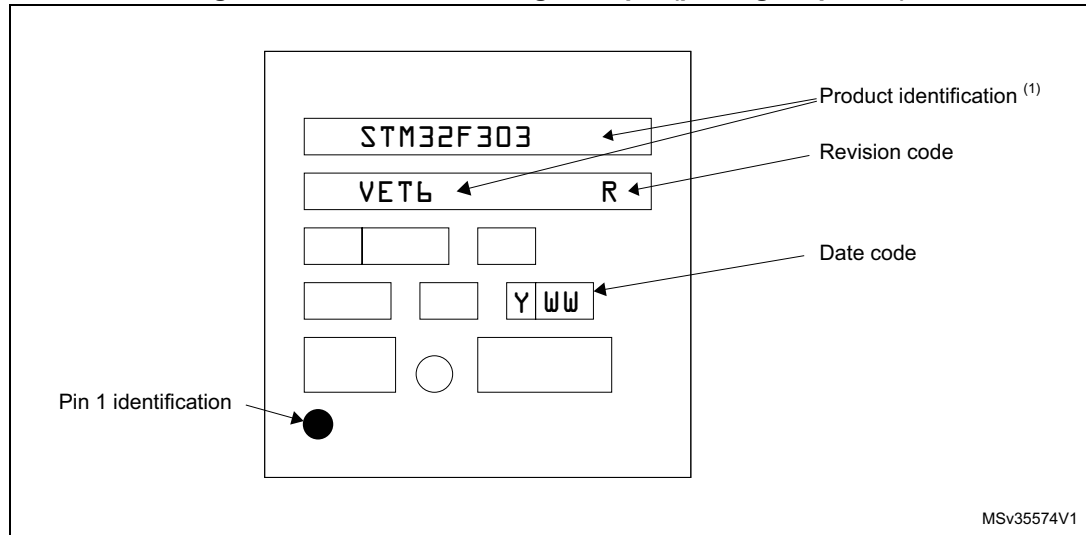 Product identification (1)
STM32F303
Revision code
VET6 R
Date code
Y WW
Pin 1 identification
MSv35574V1